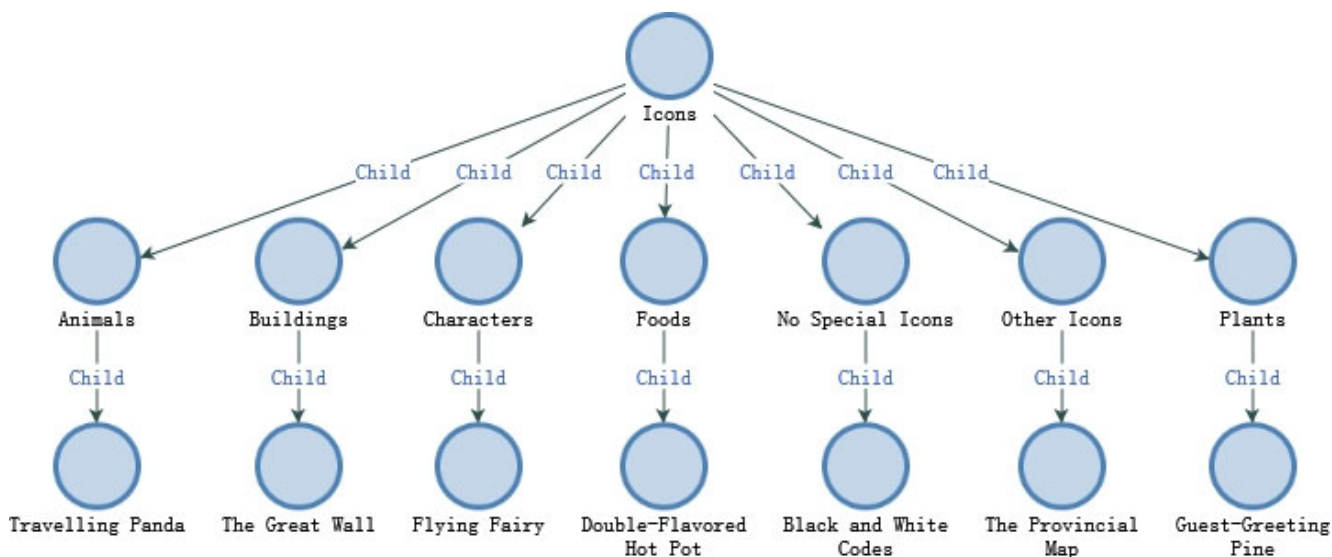 Icons
Child Child Child Child Child Child Child
Animals Buildings Characters Foods No Special Icons Other Icons Plants
Child Child Child Child Child Child Child
Travelling Panda The Great Wall Flying Fairy Double-Flavored Black and White The Provincial Guest-Greeting
Hot Pot Codes Map Pine